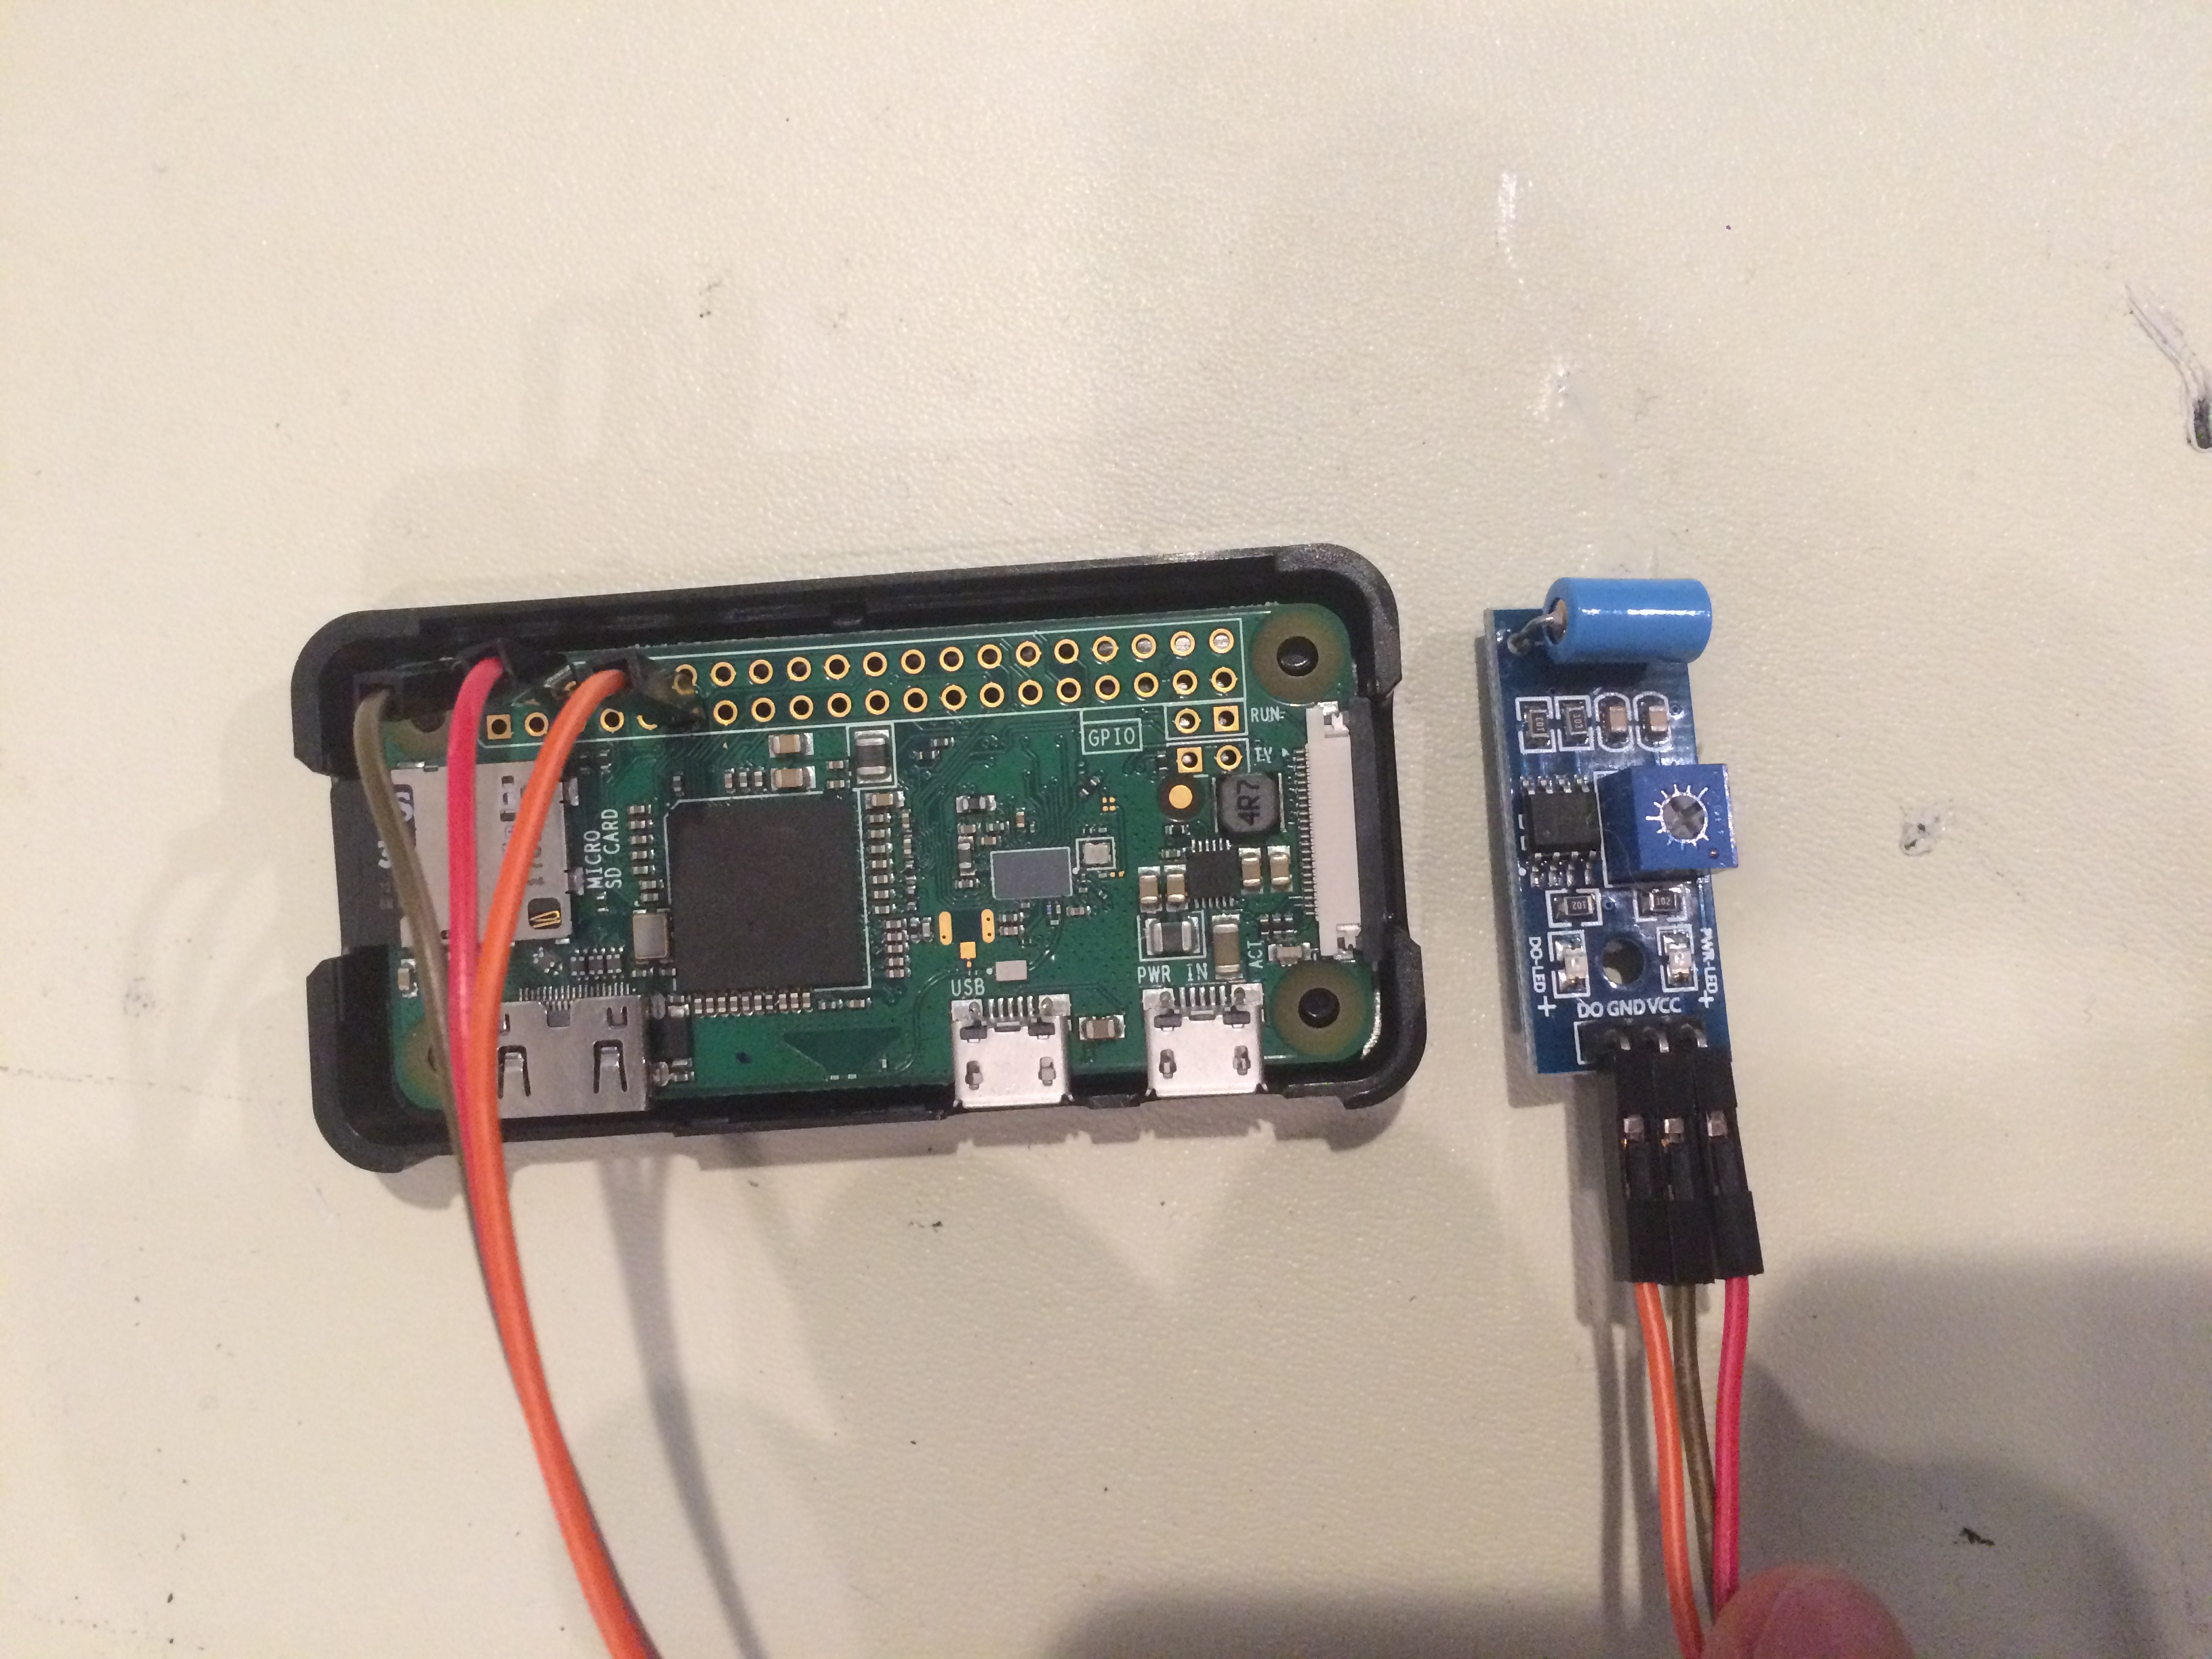 MICRO
SD CARD
USB
GPIO
PWR IN
ACT
4R7
RUN
DO-LED
+
DO GND VCC
102
103
103
+
PWR-LED